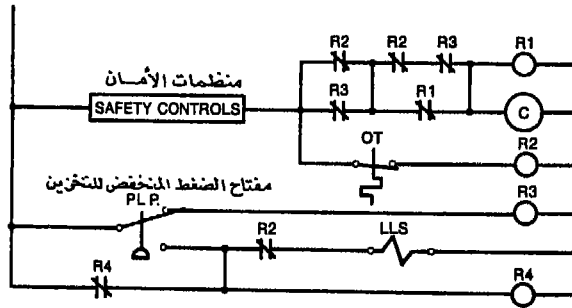 R2 R2 R3 R1
منظمات الأمان
SAFETY CONTROLS
R3 R1 C
OT R2
مفتاح الضغط المنخفض للتخزين
PLP. R3
R2 LLS
R4 R4